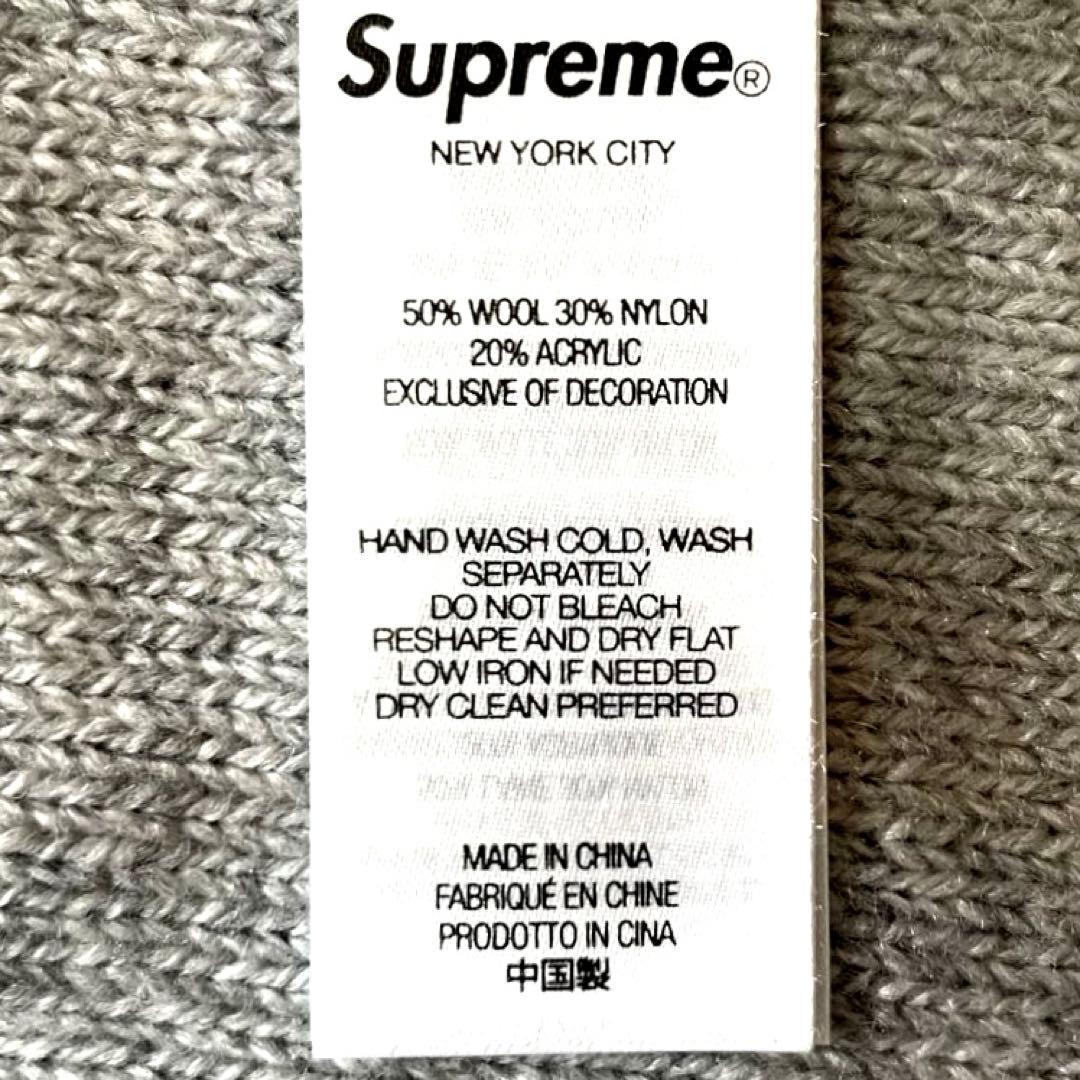 Supreme®
NEW YORK CITY
50% WOOL 30% NYLON
20% ACRYLIC
EXCLUSIVE OF DECORATION
HAND WASH COLD, WASH
SEPARATELY
DO NOT BLEACH
RESHAPE AND DRY FLAT
LOW IRON IF NEEDED
DRY CLEAN PREFERRED
MADE IN CHINA
FABRIQUÉ EN CHINE
PRODOTTO IN CINA
中国製